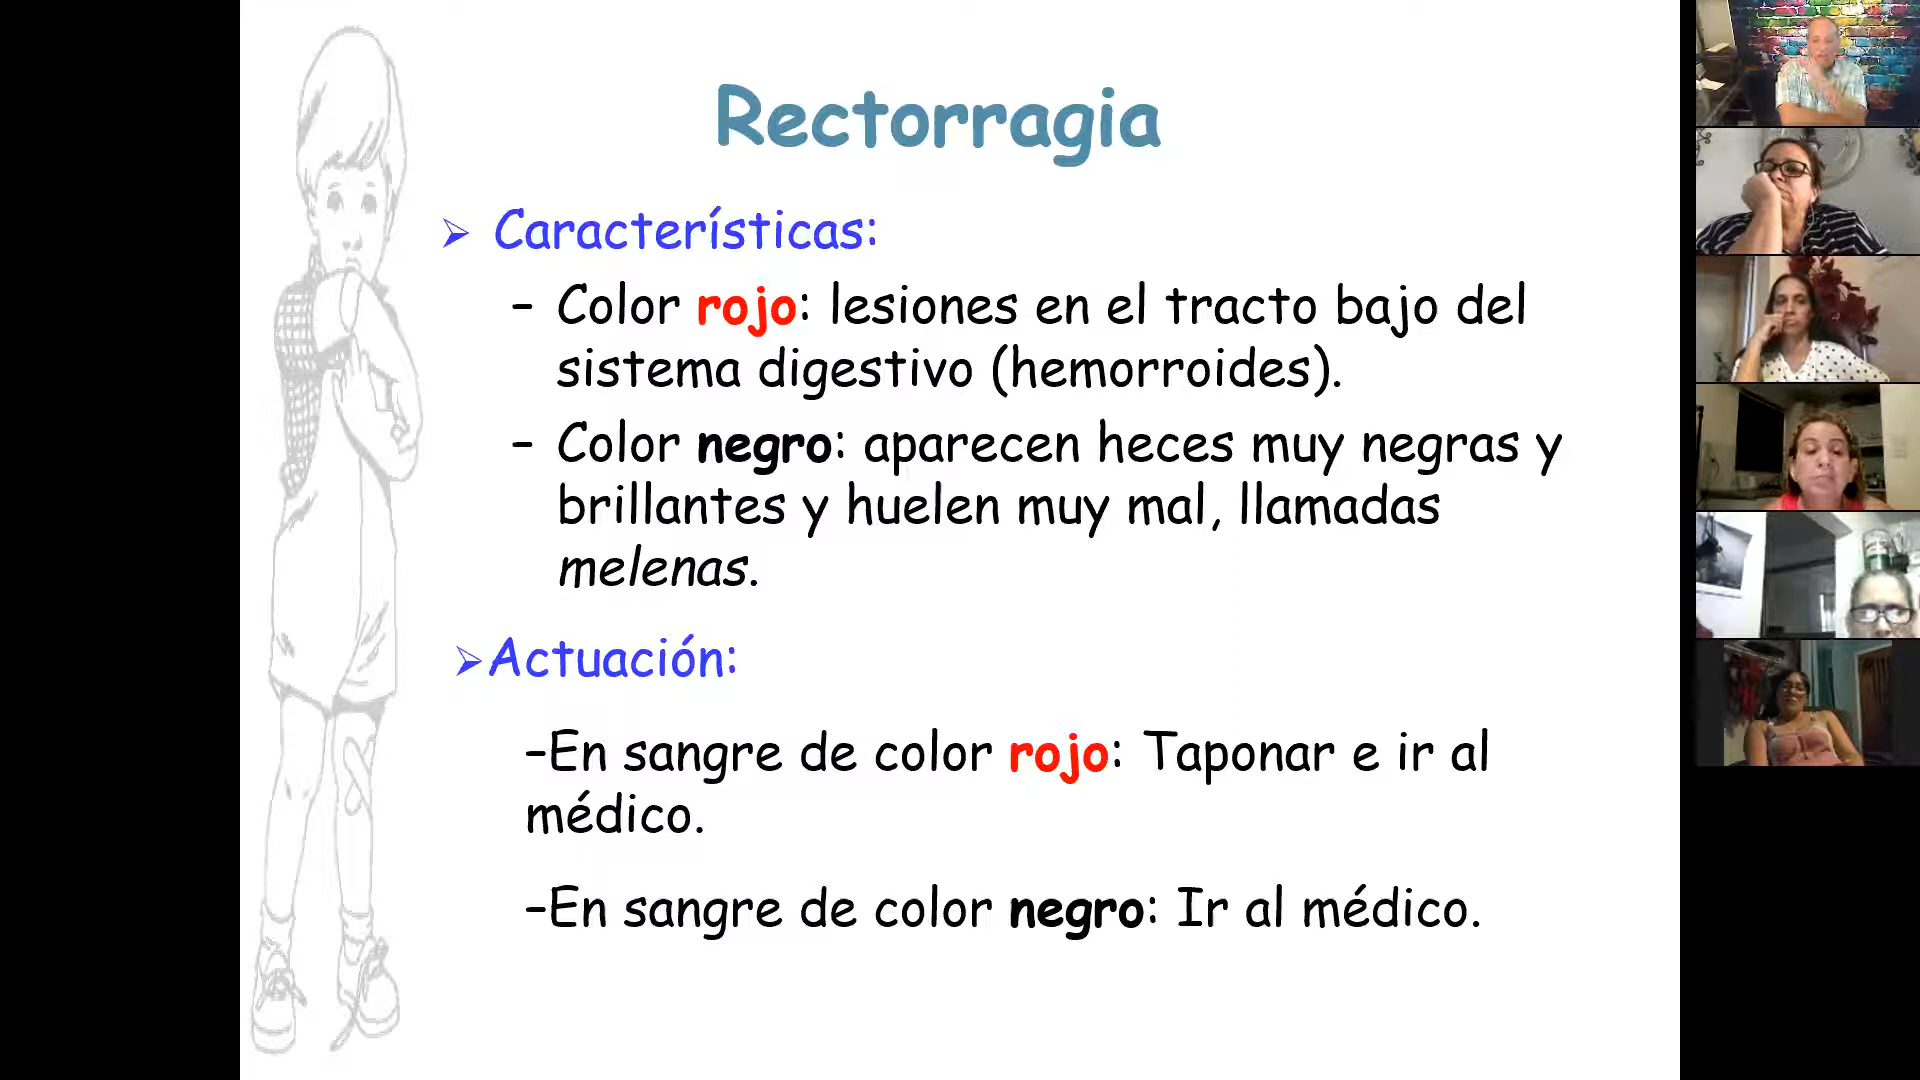 Rectorragia
Características:
– Color rojo: lesiones en el tracto bajo del
sistema digestivo (hemorroides).
– Color negro: aparecen heces muy negras y
brillantes y huelen muy mal, llamadas
melenas.
Actuación:
–En sangre de color rojo: Taponar e ir al
médico.
–En sangre de color negro: Ir al médico.